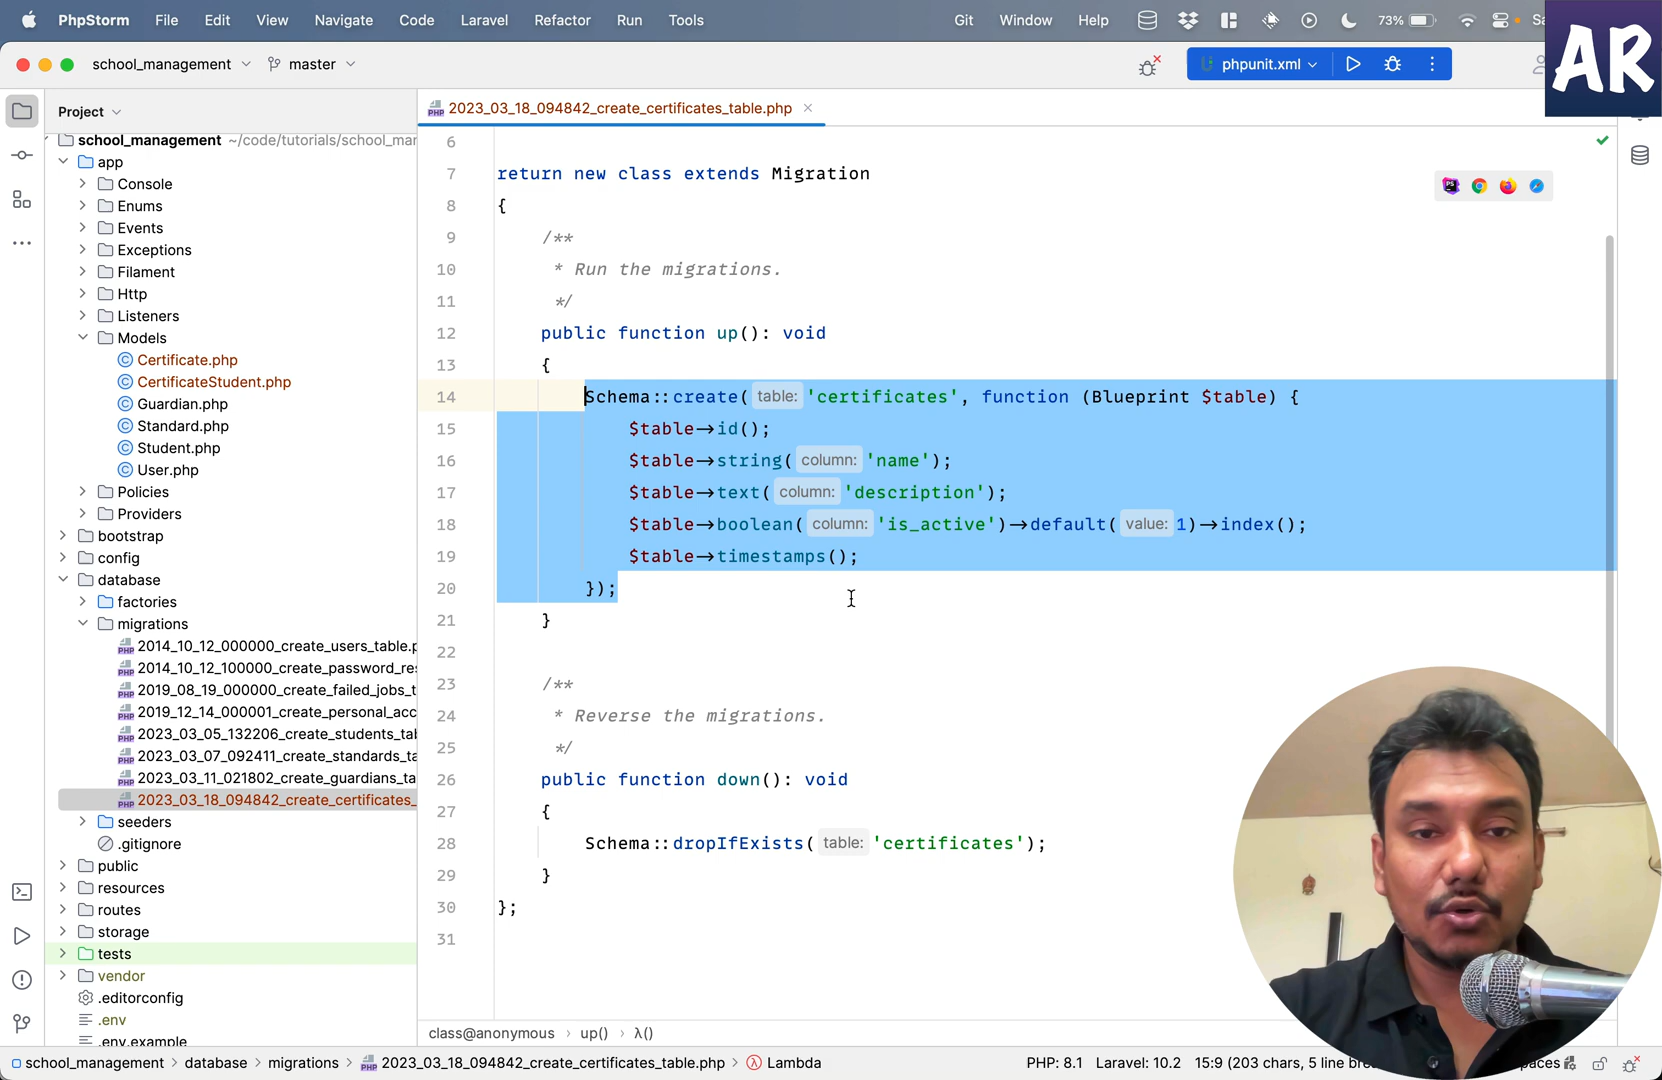 PhpStorm File Edit View Navigate Code Laravel Refactor Run Tools Git Window Help 73%
AR
school_management master phpunit.xml
Project
2023_03_18_094842_create_certificates_table.php
school_management ~/code/tutorials/school_mar
app
Console
Enums
Events
Exceptions
Filament
Http
Listeners
Models
Certificate.php
CertificateStudent.php
Guardian.php
Standard.php
Student.php
User.php
Policies
Providers
bootstrap
config
database
factories
migrations
2014_10_12_000000_create_users_table.p
2014_10_12_100000_create_password_res
2019_08_19_000000_create_failed_jobs_t
2019_12_14_000001_create_personal_acc
2023_03_05_132206_create_students_tab
2023_03_07_092411_create_standards_ta
2023_03_11_021802_create_guardians_ta
2023_03_18_094842_create_certificates_
seeders
.gitignore
public
resources
routes
storage
tests
vendor
.editorconfig
.env
.env.example
6
7 return new class extends Migration
8 {
9 /**
10 * Run the migrations.
11 */
12 public function up(): void
13 {
14 Schema::create( table: 'certificates', function (Blueprint $table) {
15 $table->id();
16 $table->string( column: 'name');
17 $table->text( column: 'description');
18 $table->boolean( column: 'is_active')->default( value: 1)->index();
19 $table->timestamps();
20 });
21 }
22
23 /**
24 * Reverse the migrations.
25 */
26 public function down(): void
27 {
28 Schema::dropIfExists( table: 'certificates');
29 }
30 };
31
class@anonymous › up() › λ()
school_management › database › migrations › 2023_03_18_094842_create_certificates_table.php › Lambda PHP: 8.1 Laravel: 10.2 15:9 (203 chars, 5 line bre